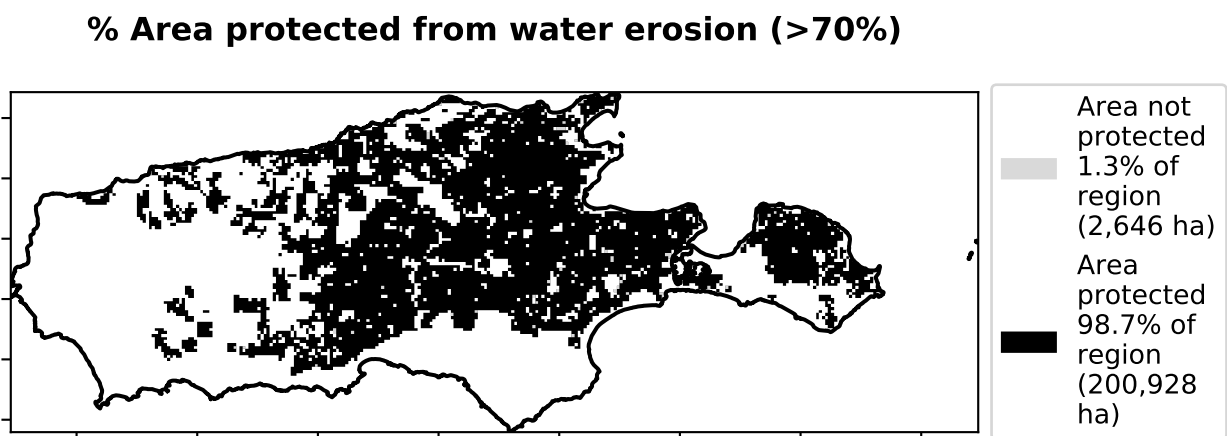 % Area protected from water erosion (>70%)
Area not
protected
1.3% of
region
(2,646 ha)
Area
protected
98.7% of
region
(200,928
ha)